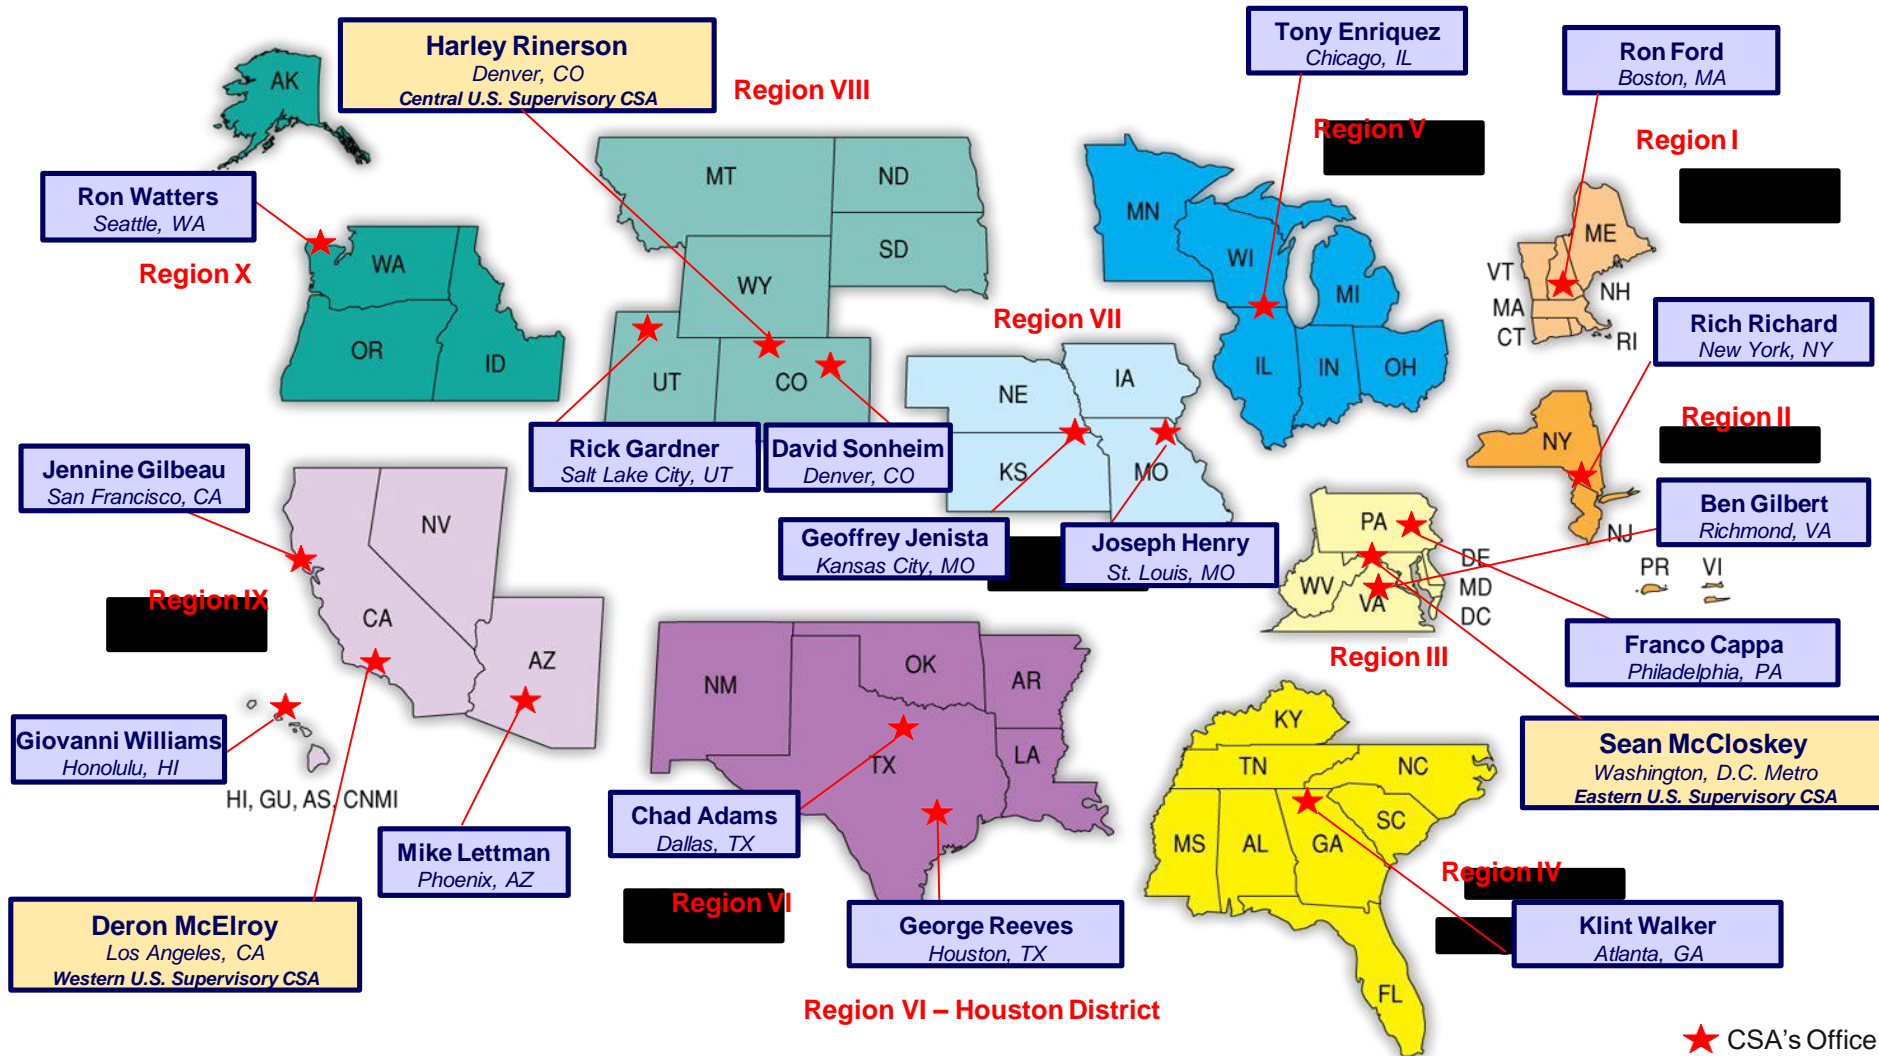 Harley Rinerson
Denver, CO
Central U.S. Supervisory CSA
Region VIII
Tony Enriquez
Chicago, IL
Ron Ford
Boston, MA
Region V
Region I
AK
Ron Watters
Seattle, WA
Region X
WA
OR
ID
MT
ND
SD
WY
UT
CO
Rick Gardner
Salt Lake City, UT
David Sonheim
Denver, CO
Region VII
NE
IA
KS
MO
Geoffrey Jenista
Kansas City, MO
Joseph Henry
St. Louis, MO
MN
WI
MI
IL
IN
OH
ME
VT
NH
MA
CT
RI
Rich Richard
New York, NY
Region II
NY
NJ
PR
VI
Ben Gilbert
Richmond, VA
PA
WV
VA
DE
MD
DC
Region III
Franco Cappa
Philadelphia, PA
Sean McCloskey
Washington, D.C. Metro
Eastern U.S. Supervisory CSA
Jennine Gilbeau
San Francisco, CA
Region IX
NV
CA
AZ
Giovanni Williams
Honolulu, HI
HI, GU, AS, CNMI
Mike Lettman
Phoenix, AZ
Deron McElroy
Los Angeles, CA
Western U.S. Supervisory CSA
NM
OK
AR
TX
LA
Chad Adams
Dallas, TX
Region VI
George Reeves
Houston, TX
Region VI – Houston District
KY
TN
NC
SC
MS
AL
GA
FL
Region IV
Klint Walker
Atlanta, GA
CSA's Office